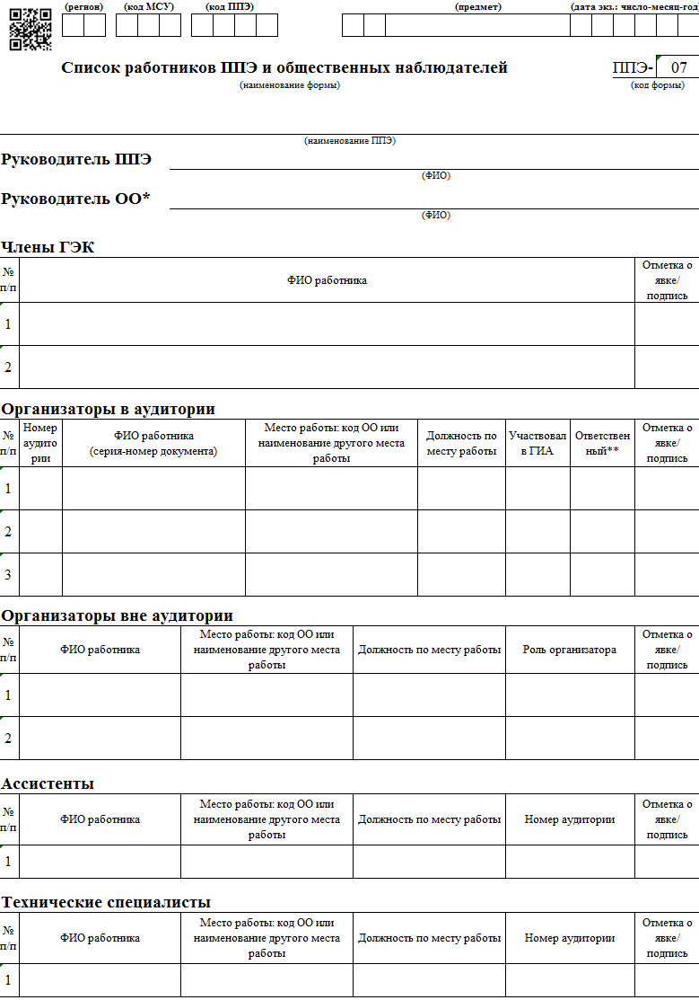 (регион) (код МСУ) (код ППЭ) (предмет) (дата экз.: число-месяц-год)
Список работников ППЭ и общественных наблюдателей ППЭ- 07
(наименование формы) (код формы)
(наименование ППЭ)
Руководитель ППЭ
(ФИО)
Руководитель ОО*
(ФИО)
Члены ГЭК
№ п/п ФИО работника Отметка о явке/ подпись
1
2
Организаторы в аудитории
№ п/п Номер аудито рии ФИО работника (серия-номер документа) Место работы: код ОО или наименование другого места работы Должность по месту работы Участвовал в ГИА Ответствен ный** Отметка о явке/ подпись
1
2
3
Организаторы вне аудитории
№ п/п ФИО работника Место работы: код ОО или наименование другого места работы Должность по месту работы Роль организатора Отметка о явке/ подпись
1
2
Ассистенты
№ п/п ФИО работника Место работы: код ОО или наименование другого места работы Должность по месту работы Номер аудитории Отметка о явке/ подпись
1
Технические специалисты
№ п/п ФИО работника Место работы: код ОО или наименование другого места работы Должность по месту работы Номер аудитории Отметка о явке/ подпись
1